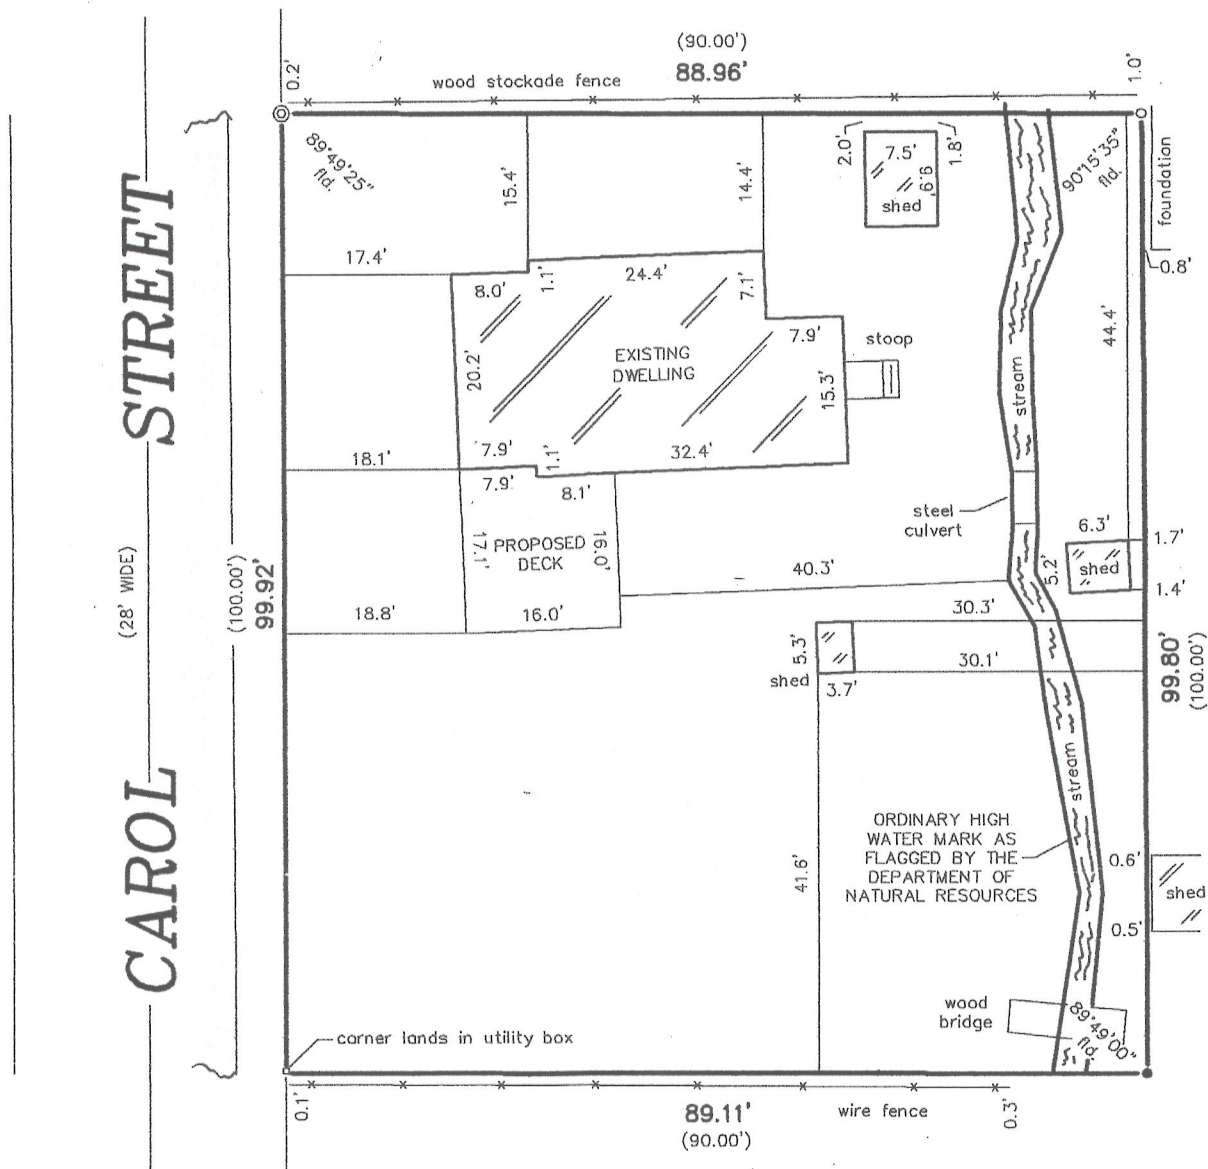 (90.00')
88.96'
wood stockade fence
0.2'
1.0'
89°49'25"
fld.
90°15'35"
fld.
15.4'
14.4'
2.0'
1.8'
7.5'
9.9'
shed
foundation
0.8'
17.4'
8.0'
1.1'
24.4'
7.1'
7.9'
stoop
44.4'
EXISTING
DWELLING
20.2'
15.3'
stream
18.1'
7.9'
1.1'
32.4'
7.9'
8.1'
steel
culvert
6.3'
1.7'
5.2'
shed
1.4'
17.1'
PROPOSED
DECK
16.0'
40.3'
18.8'
16.0'
30.3'
5.3'
30.1'
shed
3.7'
STREET
CAROL
(28' WIDE)
(100.00')
99.92'
99.80'
(100.00')
stream
ORDINARY HIGH
WATER MARK AS
FLAGGED BY THE
DEPARTMENT OF
NATURAL RESOURCES
41.6'
0.6'
shed
0.5'
wood
bridge
89°49'00"
fld.
corner lands in utility box
0.1'
89.11'
(90.00')
wire fence
0.3'